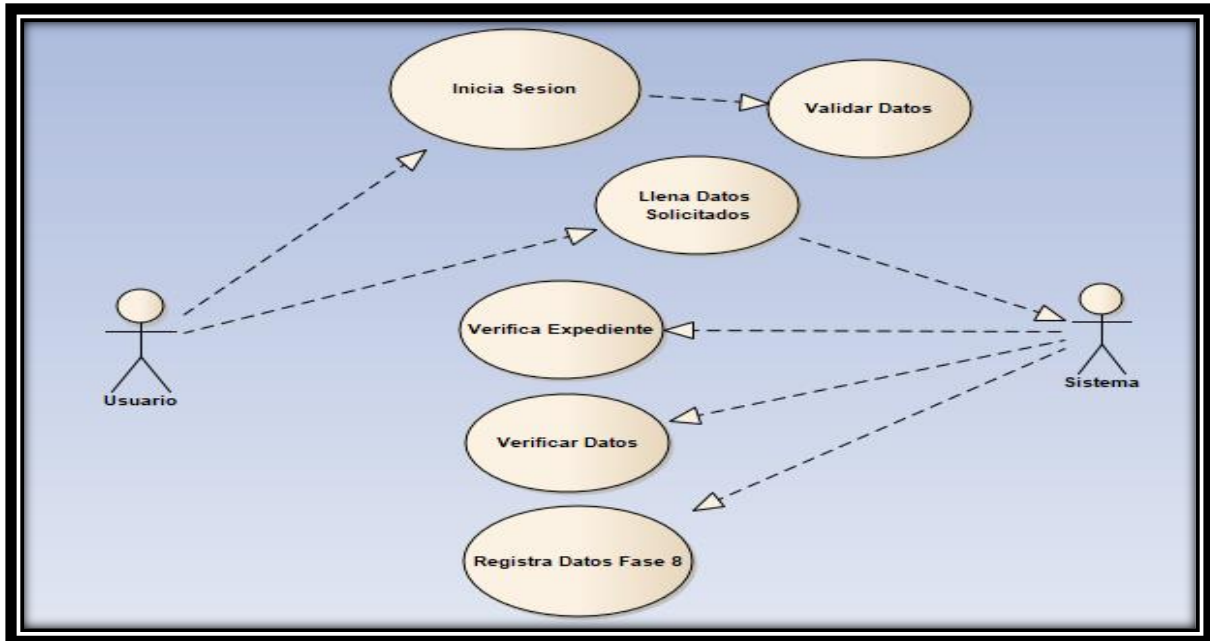 Inicia Sesion
Validar Datos
Llena Datos
Solicitados
Verifica Expediente
Sistema
Usuario
Verificar Datos
Registra Datos Fase 8